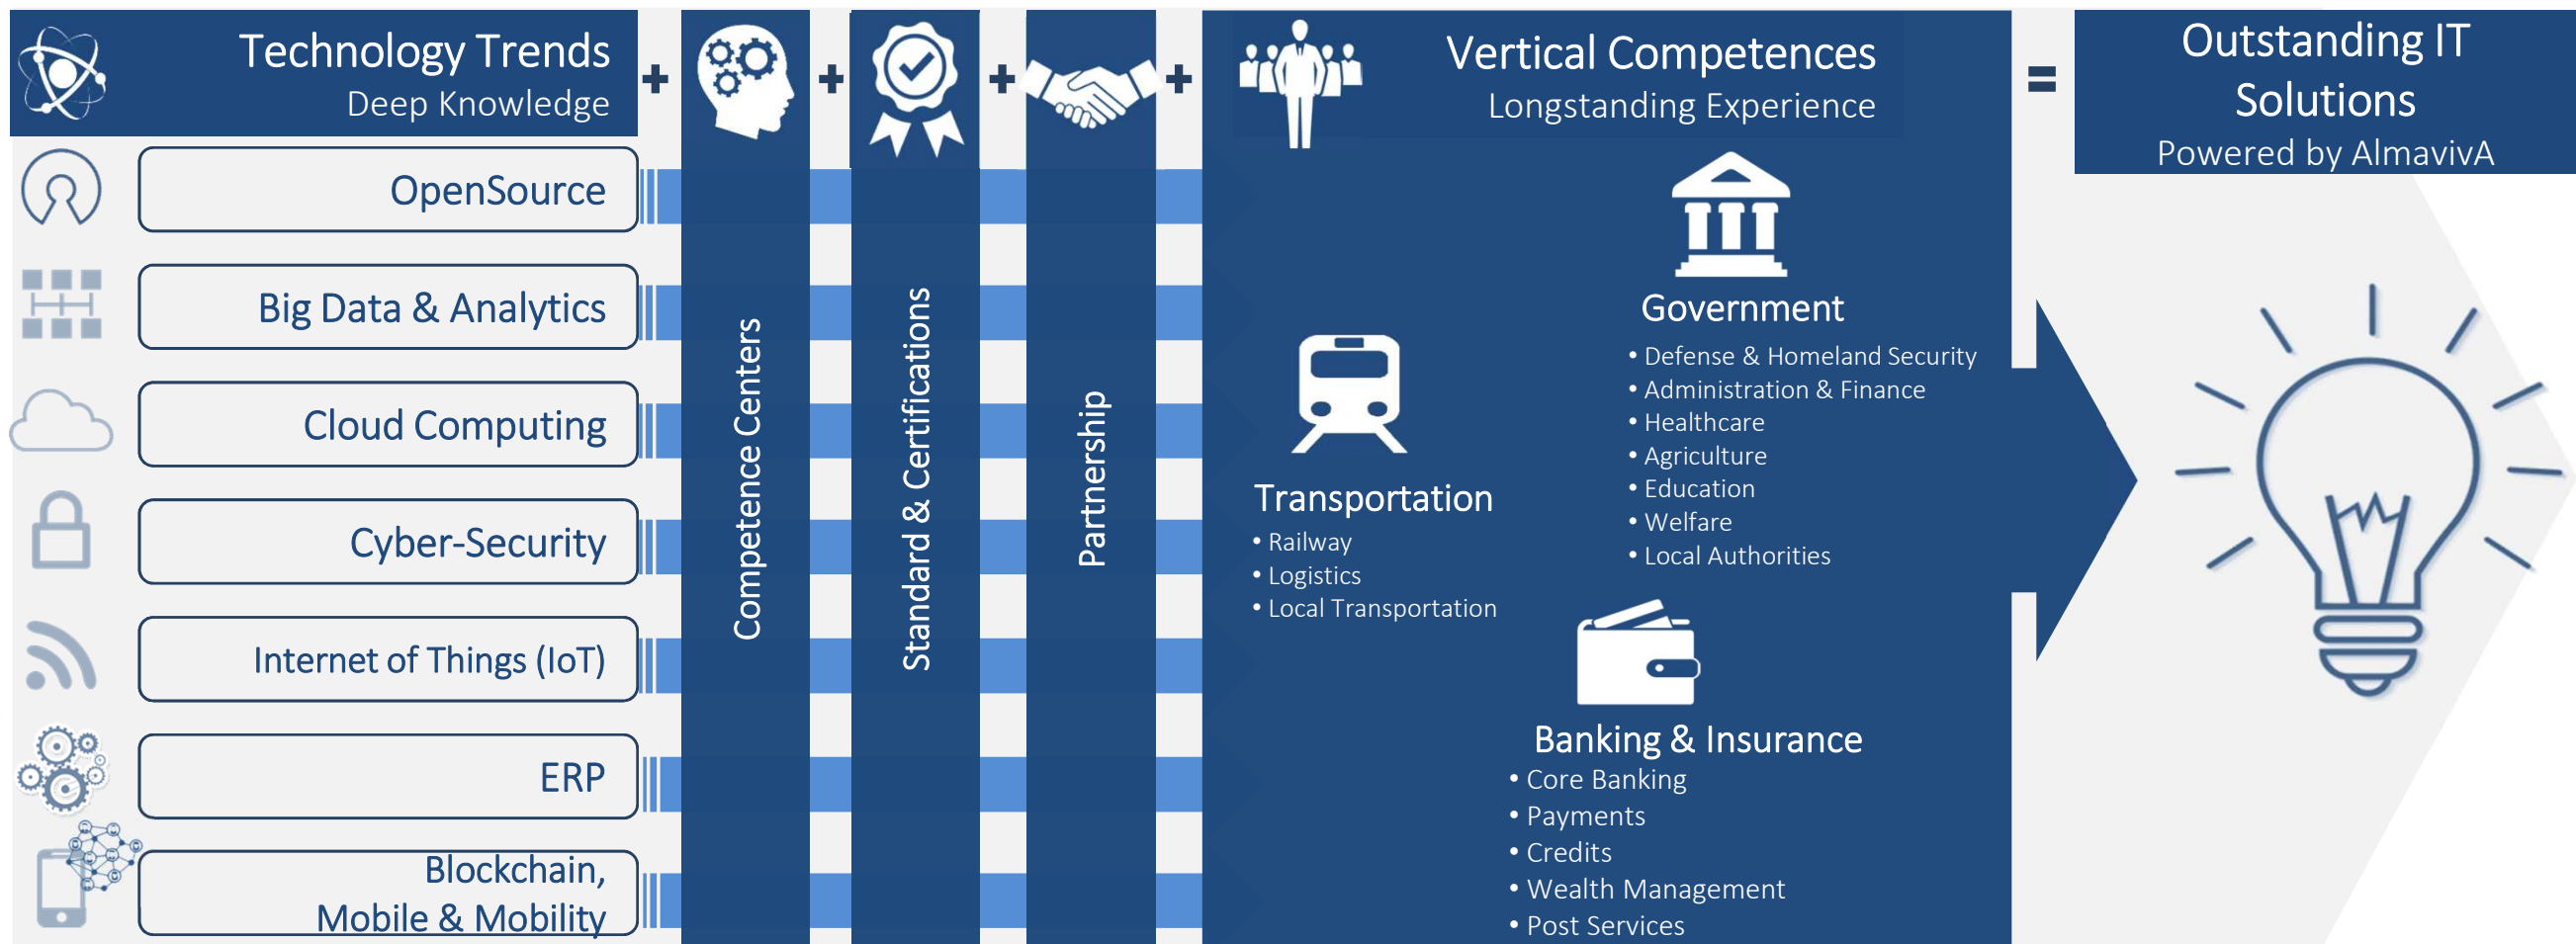 Technology Trends
Deep Knowledge
+
+
+
+
Vertical Competences
Longstanding Experience
=
Outstanding IT
Solutions
Powered by AlmavivA
OpenSource
Big Data & Analytics
Cloud Computing
Cyber-Security
Internet of Things (IoT)
ERP
Blockchain,
Mobile & Mobility
Competence Centers
Standard & Certifications
Partnership
Transportation
• Railway
• Logistics
• Local Transportation
Government
• Defense & Homeland Security
• Administration & Finance
• Healthcare
• Agriculture
• Education
• Welfare
• Local Authorities
Banking & Insurance
• Core Banking
• Payments
• Credits
• Wealth Management
• Post Services